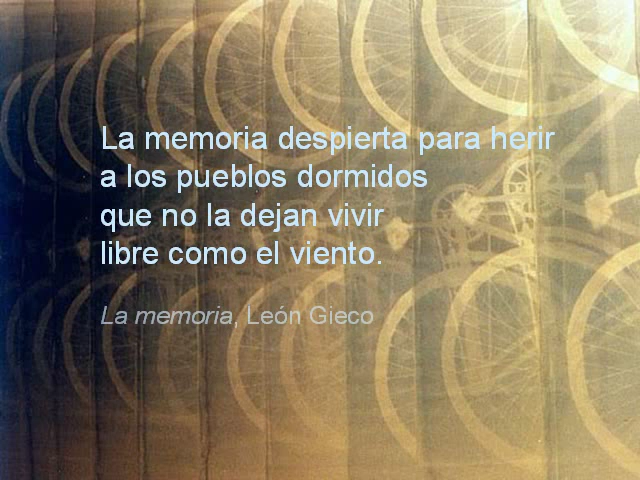 La memoria despierta para herir
a los pueblos dormidos
que no la dejan vivir
libre como el viento.
La memoria, León Gieco